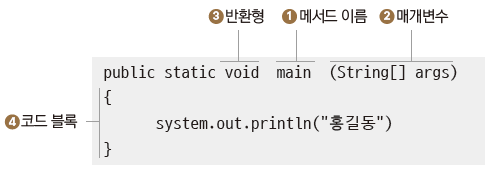 ❸ 반환형 ❶ 메서드 이름 ❷ 매개변수
public static void main (String[] args)
{
❹ 코드 블록
system.out.println("홍길동")
}